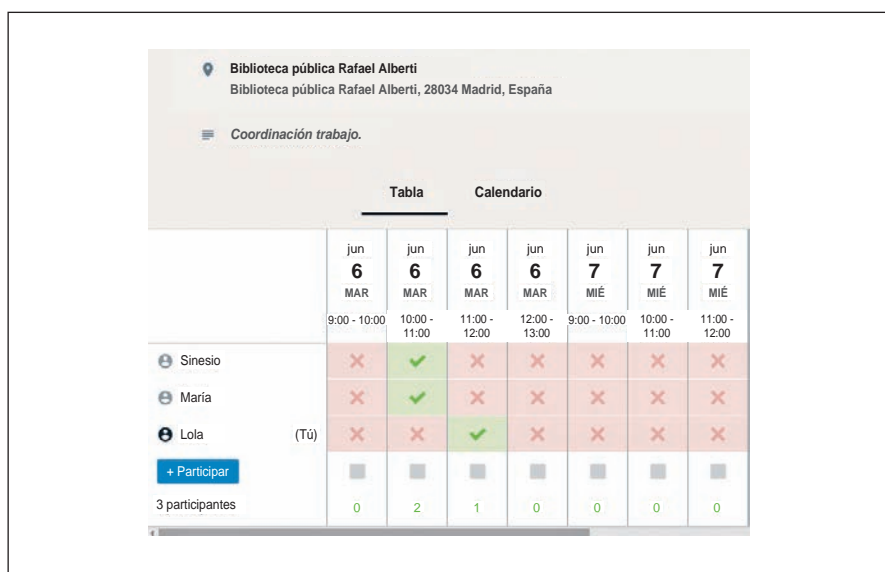 Biblioteca pública Rafael Alberti
Biblioteca pública Rafael Alberti, 28034 Madrid, España
Coordinación trabajo.
Tabla Calendario
jun jun jun jun jun jun jun
6 6 6 6 7 7 7
MAR MAR MAR MAR MIÉ MIÉ MIÉ
9:00 - 10:00 10:00 - 11:00 11:00 - 12:00 12:00 - 13:00 9:00 - 10:00 10:00 - 11:00 11:00 - 12:00
Sinesio
María
Lola (Tú)
+ Participar
3 participantes 0 2 1 0 0 0 0